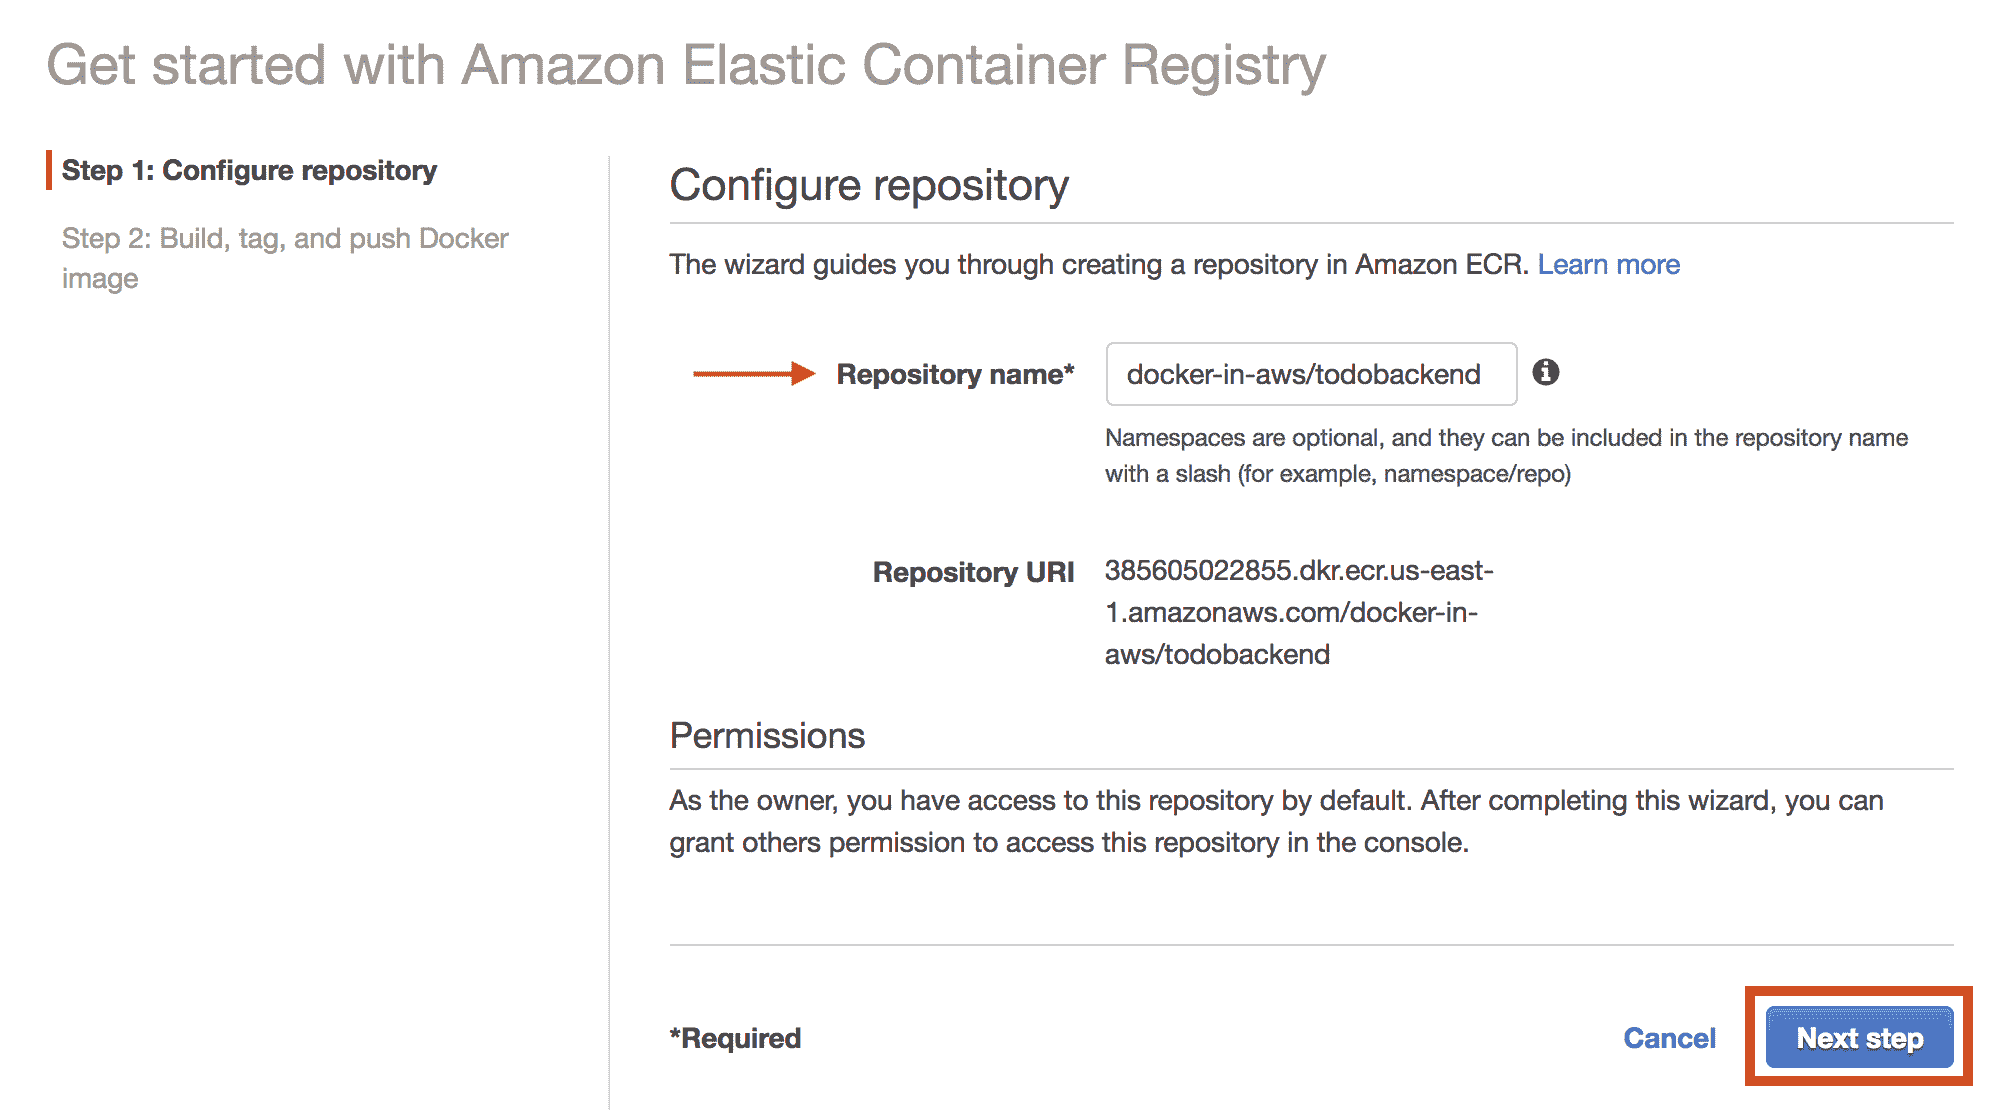 Get started with Amazon Elastic Container Registry
Step 1: Configure repository
Step 2: Build, tag, and push Docker
image
Configure repository
The wizard guides you through creating a repository in Amazon ECR. Learn more
Repository name* docker-in-aws/todobackend
Namespaces are optional, and they can be included in the repository name
with a slash (for example, namespace/repo)
Repository URI 385605022855.dkr.ecr.us-east-
1.amazonaws.com/docker-in-
aws/todobackend
Permissions
As the owner, you have access to this repository by default. After completing this wizard, you can
grant others permission to access this repository in the console.
*Required Cancel Next step